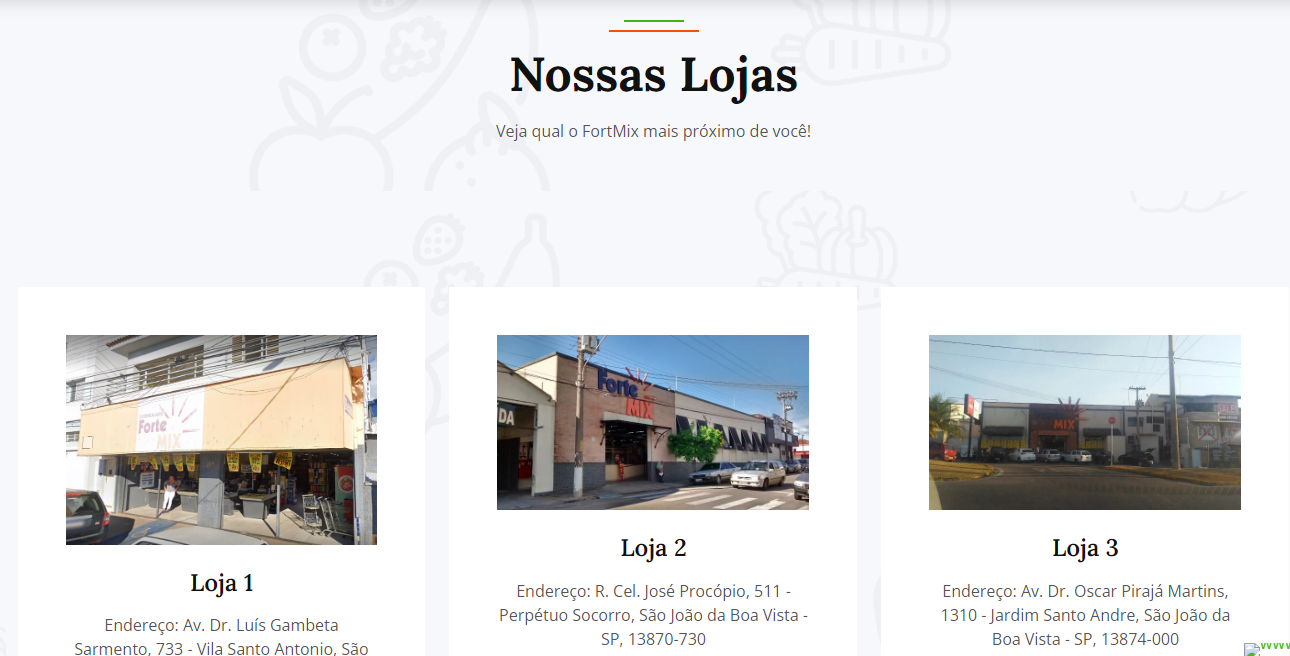 Nossas Lojas
Veja qual o FortMix mais próximo de você!
Forte
MIX
Loja 1
Endereço: Av. Dr. Luís Gambeta
Sarmento, 733 - Vila Santo Antonio, São
DA
Forte
MIX
Loja 2
Endereço: R. Cel. José Procópio, 511 -
Perpétuo Socorro, São João da Boa Vista -
SP, 13870-730
MIX
Loja 3
Endereço: Av. Dr. Oscar Pirajá Martins,
1310 - Jardim Santo Andre, São João da
Boa Vista - SP, 13874-000